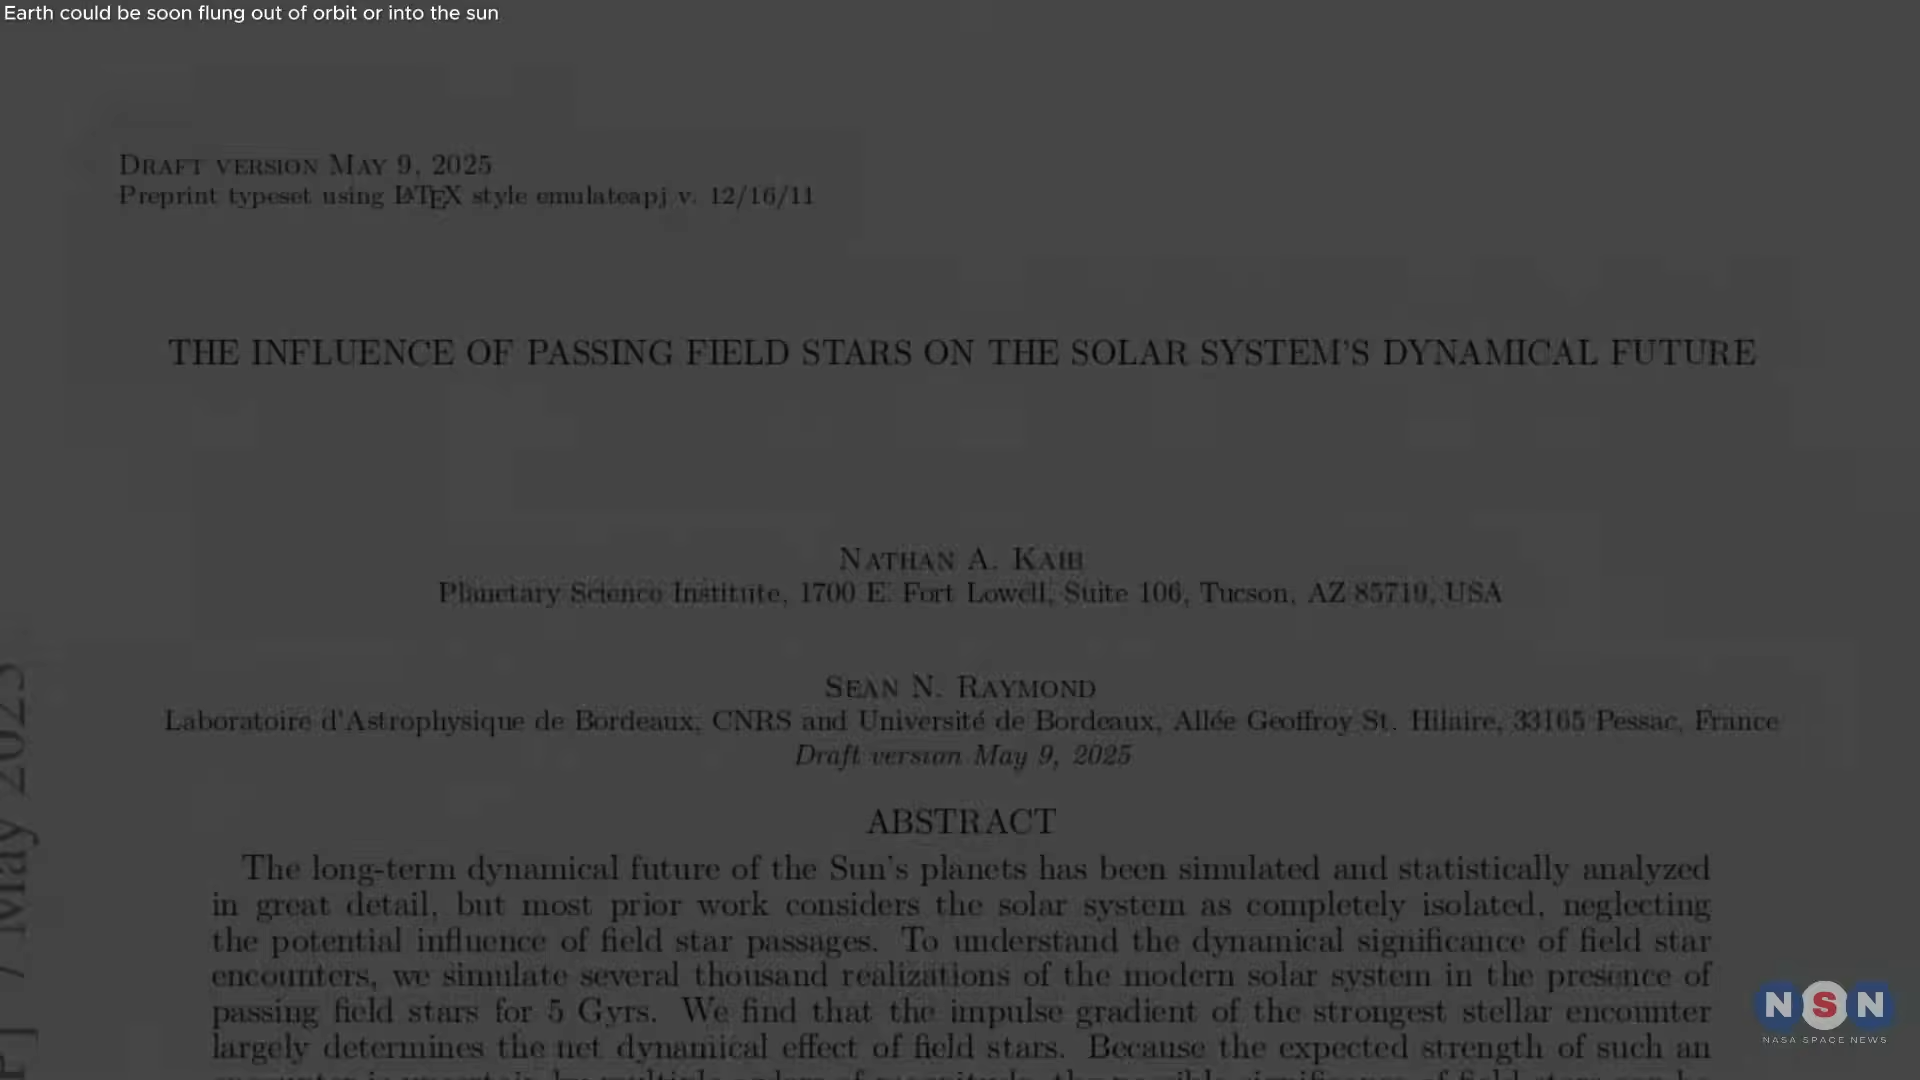 Earth could be soon flung out of orbit or into the sun
DRAFT VERSION MAY 9, 2025
Preprint typeset using LATEX style emulateapj v. 12/16/11
THE INFLUENCE OF PASSING FIELD STARS ON THE SOLAR SYSTEM'S DYNAMICAL FUTURE
NATHAN A. KAIB
Planetary Science Institute, 1700 E. Fort Lowell, Suite 106, Tucson, AZ 85719, USA
SEAN N. RAYMOND
Laboratoire d'Astrophysique de Bordeaux, CNRS and Université de Bordeaux, Allée Geoffroy St. Hilaire, 33165 Pessac, France
Draft version May 9, 2025
ABSTRACT
The long-term dynamical future of the Sun's planets has been simulated and statistically analyzed
in great detail, but most prior work considers the solar system as completely isolated, neglecting
the potential influence of field star passages. To understand the dynamical significance of field star
encounters, we simulate several thousand realizations of the modern solar system in the presence of
passing field stars for 5 Gyrs. We find that the impulse gradient of the strongest stellar encounter
largely determines the net dynamical effect of field stars. Because the expected strength of such an
7 May 2025
NSN
NASA SPACE NEWS